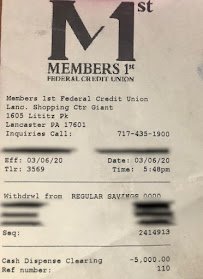 M1st
MEMBERS 1st
FEDERAL CREDIT UNION
Members 1st Federal Credit Union
Lanc. Shopping Ctr Giant
1605 Lititz Pk
Lancaster PA 17601
Inquiries Call: 717-435-1900
Eff: 03/06/20 Date: 03/06/20
Tlr: 3569 Time: 5:48pm
Withdrwl from REGULAR SAVINGS 0000
Seq: 2414913
Cash Dispense Clearing -5,000.00
Ref number: 110